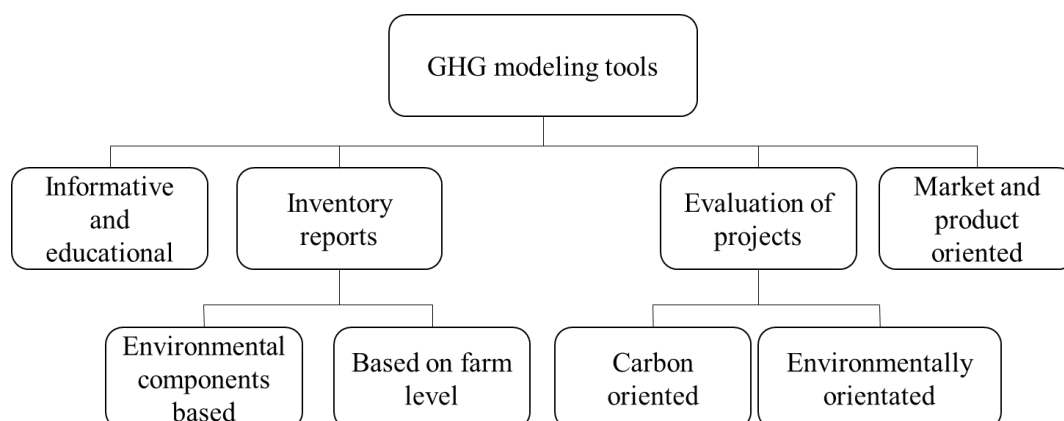 GHG modeling tools
Informative
and
educational
Inventory
reports
Evaluation of
projects
Market and
product
oriented
Environmental
components
based
Based on farm
level
Carbon
oriented
Environmentally
orientated